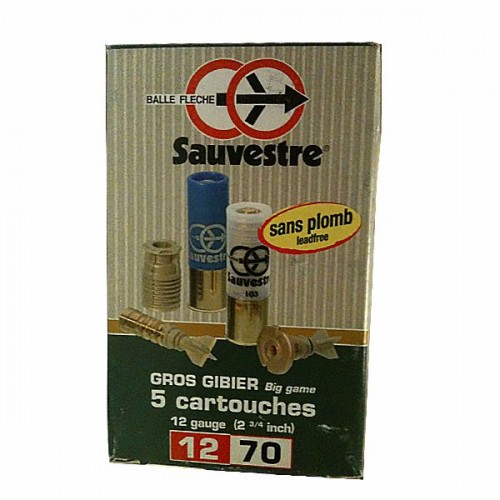 BALLE FLECHE
Sauvestre®
sans plomb
leadfree
Sauvestre
Sauvestre
GROS GIBIER Big game
5 cartouches
12 gauge (2 3/4 inch)
12 70